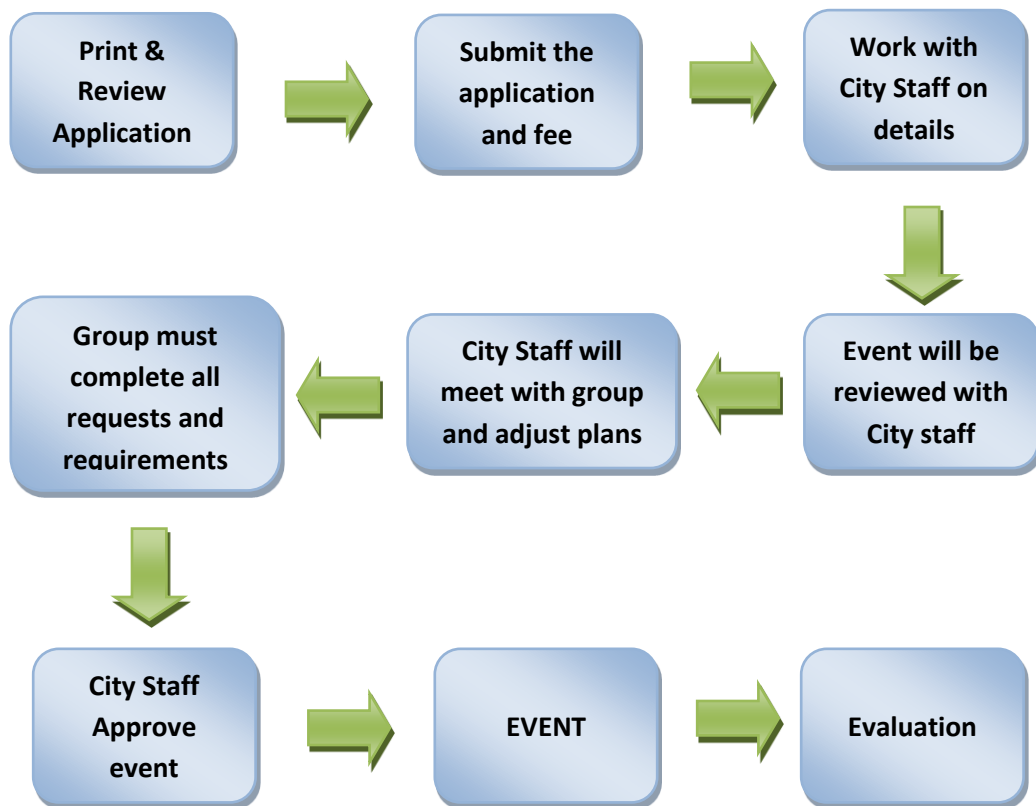 Print &
Review
Application
Submit the
application
and fee
Work with
City Staff on
details
Event will be
reviewed with
City staff
City Staff will
meet with group
and adjust plans
Group must
complete all
requests and
requirements
City Staff
Approve
event
EVENT
Evaluation